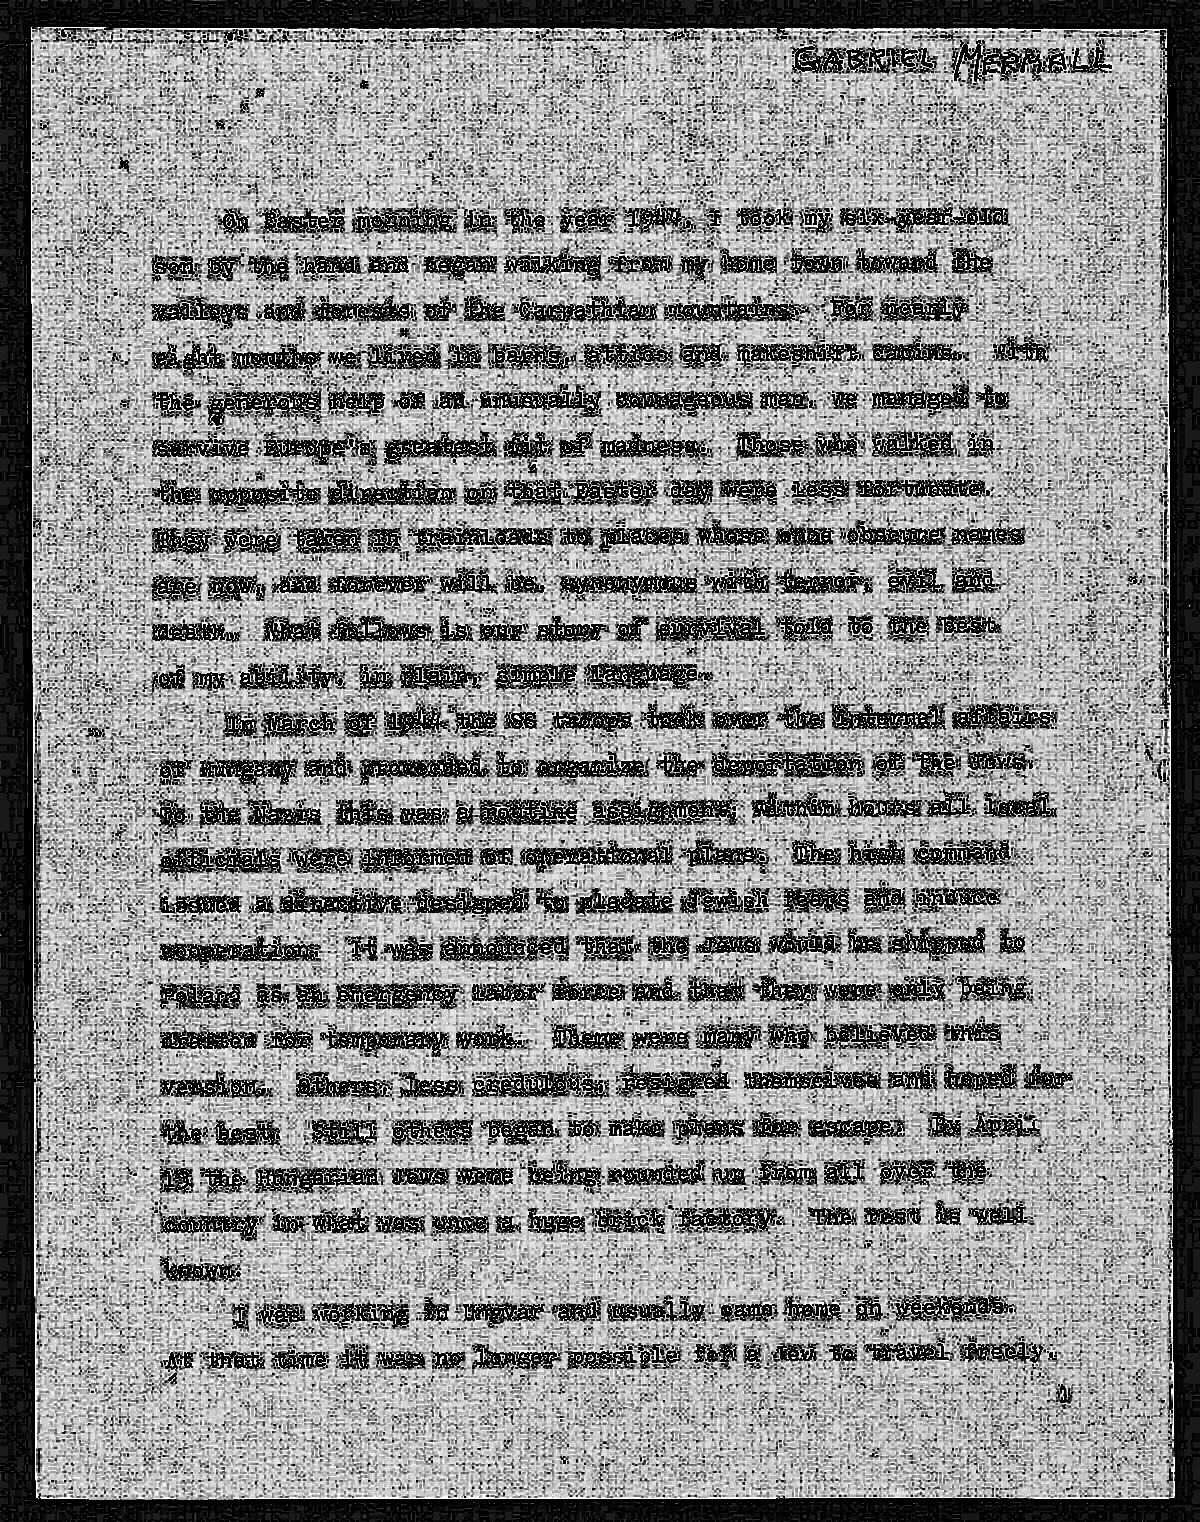 GABRIEL MERMALL
On Easter morning in the year 1944, I took my six-year-old
son by the hand and began walking from my home town toward the
valleys and forests of the Carpathian mountains. For nearly
eight months we lived in barns, attics and makeshift cabins. With
the generous help of an unusually courageous man, we managed to
survive Europe's greatest of madness. Those who walked in
the opposite direction on that Easter day were less fortunate.
They were taken in to places whose once obscure names
are now, and forever will be, synonymous with terror, evil and
death. What follows is our story of survival told to the best
of my ability, in plain, simple language.
In March of 1944 the SS troops took over the internal affairs
of Hungary and proceeded to organize the deportation of the Jews.
To the Nazis this was a routine assignment; within hours all local
officials were informed of operational plans. The high command
issued a directive designed to placate Jewish fears and ensure
cooperation: It was announced that the Jews would be shipped to
Poland as an emergency labor force and that they were only being
for temporary work. There were many who believed this
version. Others, less credulous, resigned themselves and hoped for
the best. Still others began to make plans for escape. By April
15 the Hungarian Jews were being rounded up from all over the
country in what was once a huge brick factory. The rest is well
known.
I was working in Ungvar and usually came home on weekends.
At that time it was no longer possible for a Jew to travel freely.